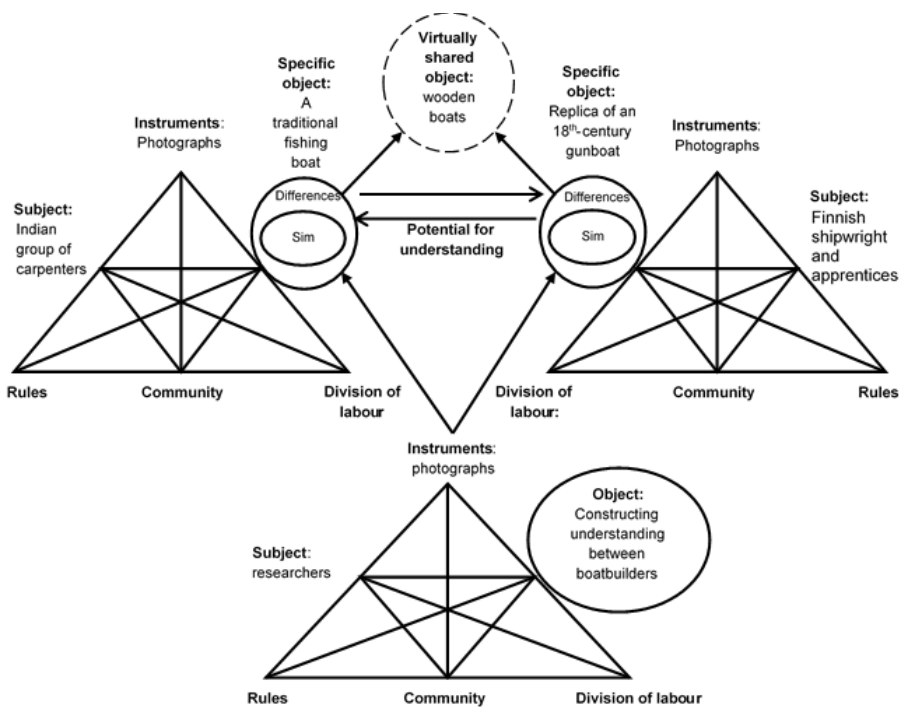 Virtually
shared
object:
wooden
boats
Specific
object:
A
traditional
fishing
boat
Specific
object:
Replica of an
18th-century
gunboat
Instruments:
Photographs
Instruments:
Photographs
Subject:
Indian
group of
carpenters
Differences
Sim
Potential for
understanding
Differences
Sim
Subject:
Finnish
shipwright
and
apprentices
Rules
Community
Division of
labour
Division of
labour:
Community
Rules
Instruments:
photographs
Subject:
researchers
Object:
Constructing
understanding
between
boatbuilders
Rules
Community
Division of labour